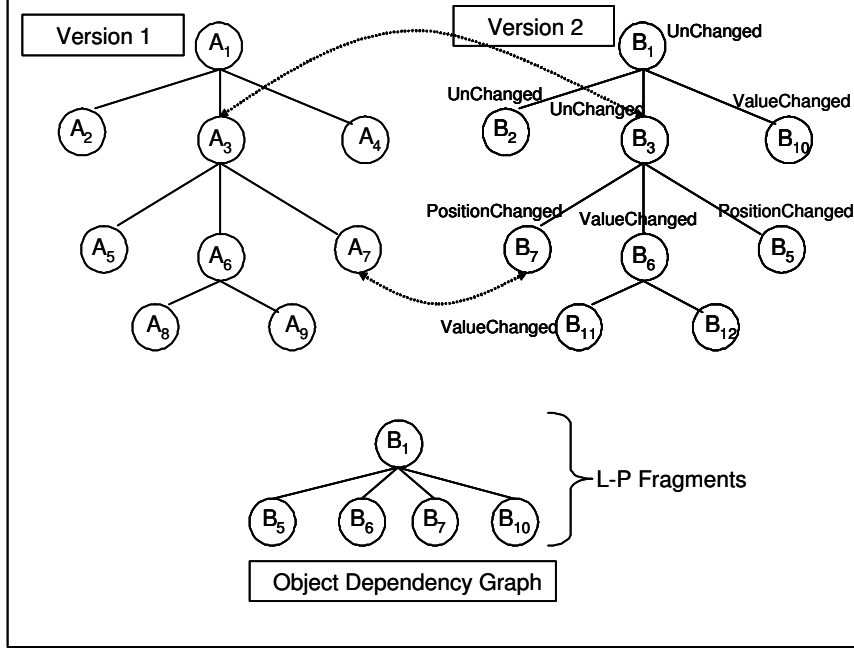 Version 1
A1
Version 2
B1
UnChanged
A2
A3
A4
UnChanged
B2
UnChanged
B3
ValueChanged
B10
A5
A6
A7
PositionChanged
B7
ValueChanged
B6
PositionChanged
B5
A8
A9
ValueChanged
B11
B12
B1
B5
B6
B7
B10
L-P Fragments
Object Dependency Graph